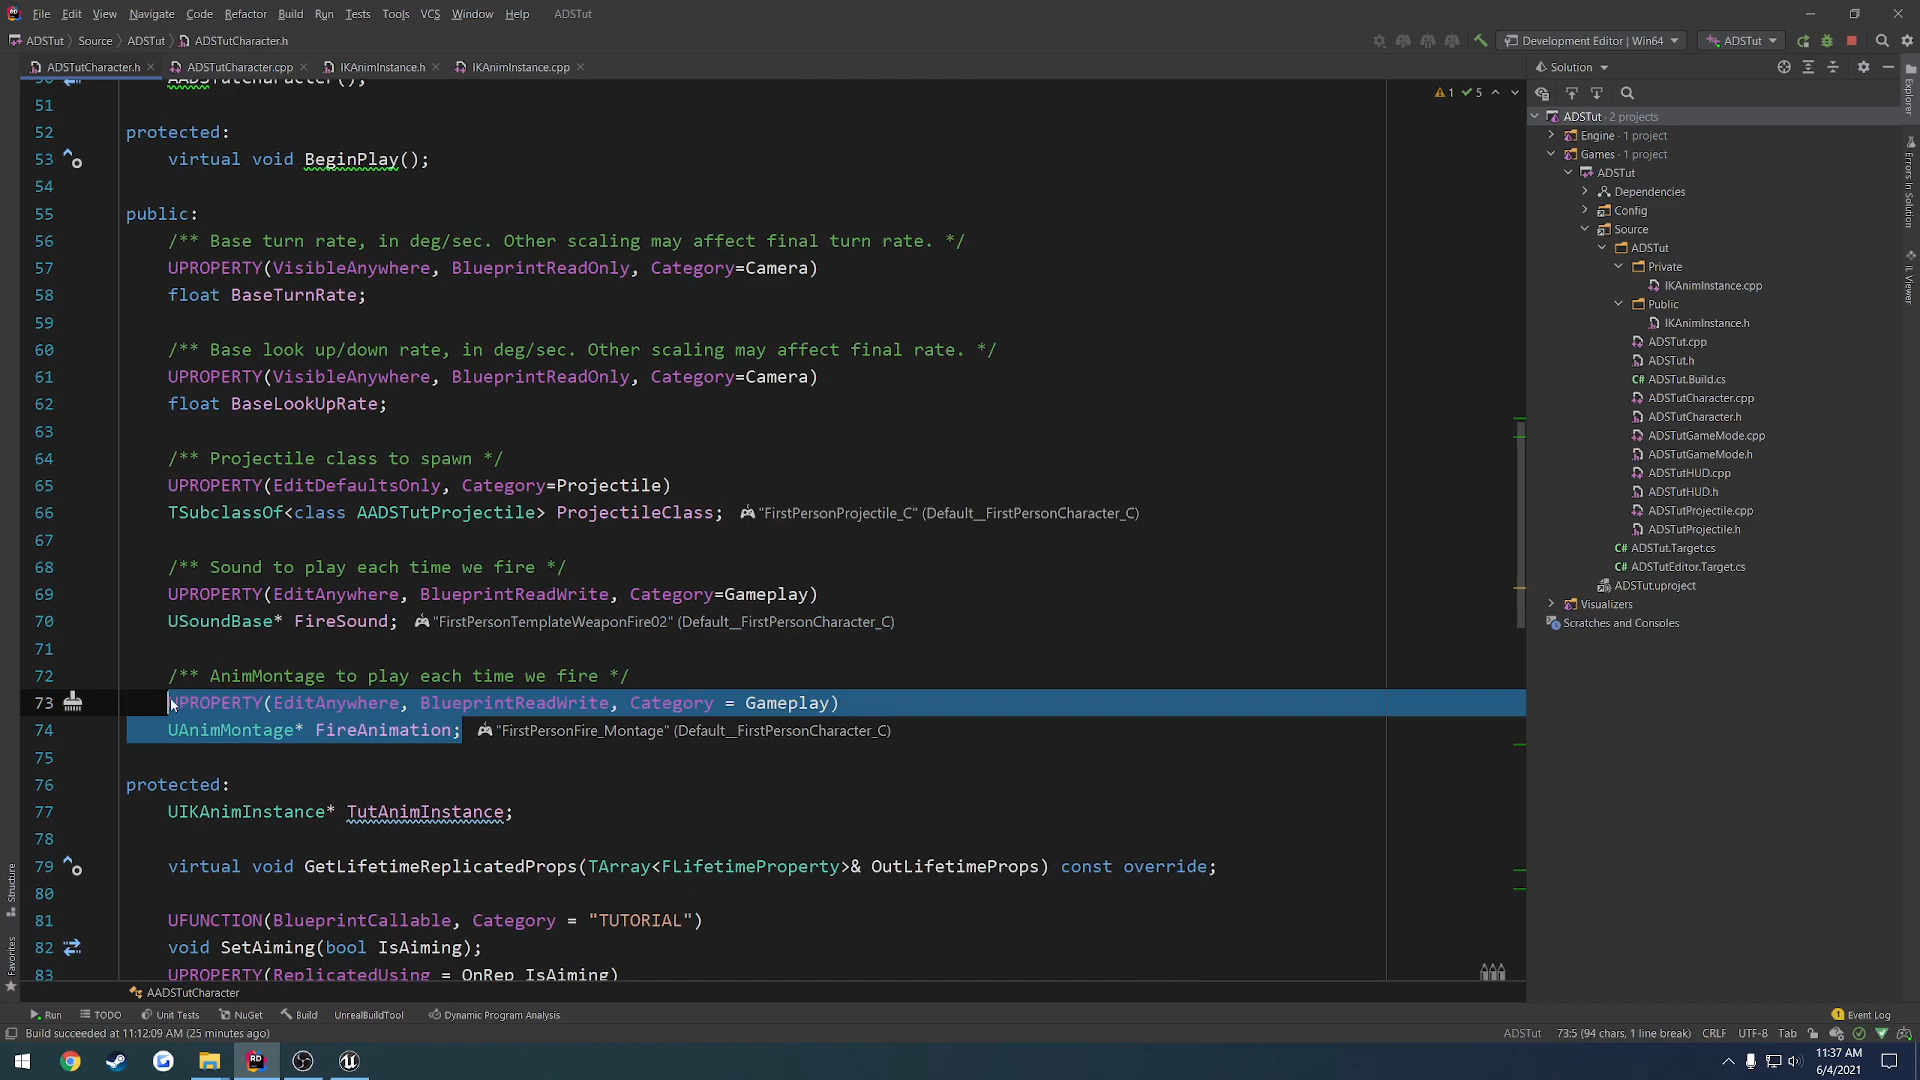 File Edit View Navigate Code Refactor Build Run Tests Tools VCS Window Help ADSTut
ADSTut Source ADSTut ADSTutCharacter.h Development Editor | Win64 ADSTut
ADSTutCharacter.h ADSTutCharacter.cpp IKAnimInstance.h IKAnimInstance.cpp
1 5
50 AADSTutCharacter();
51
52 protected:
53 virtual void BeginPlay();
54
55 public:
56 /** Base turn rate, in deg/sec. Other scaling may affect final turn rate. */
57 UPROPERTY(VisibleAnywhere, BlueprintReadOnly, Category=Camera)
58 float BaseTurnRate;
59
60 /** Base look up/down rate, in deg/sec. Other scaling may affect final rate. */
61 UPROPERTY(VisibleAnywhere, BlueprintReadOnly, Category=Camera)
62 float BaseLookUpRate;
63
64 /** Projectile class to spawn */
65 UPROPERTY(EditDefaultsOnly, Category=Projectile)
66 TSubclassOf<class AADSTutProjectile> ProjectileClass; "FirstPersonProjectile_C" (Default__FirstPersonCharacter_C)
67
68 /** Sound to play each time we fire */
69 UPROPERTY(EditAnywhere, BlueprintReadWrite, Category=Gameplay)
70 USoundBase* FireSound; "FirstPersonTemplateWeaponFire02" (Default__FirstPersonCharacter_C)
71
72 /** AnimMontage to play each time we fire */
73 UPROPERTY(EditAnywhere, BlueprintReadWrite, Category = Gameplay)
74 UAnimMontage* FireAnimation; "FirstPersonFire_Montage" (Default__FirstPersonCharacter_C)
75
76 protected:
77 UIKAnimInstance* TutAnimInstance;
78
79 virtual void GetLifetimeReplicatedProps(TArray<FLifetimeProperty>& OutLifetimeProps) const override;
80
81 UFUNCTION(BlueprintCallable, Category = "TUTORIAL")
82 void SetAiming(bool IsAiming);
83 UPROPERTY(ReplicatedUsing = OnRep_IsAiming)
AADSTutCharacter
Solution
ADSTut · 2 projects
Engine · 1 project
Games · 1 project
ADSTut
Dependencies
Config
Source
ADSTut
Private
IKAnimInstance.cpp
Public
IKAnimInstance.h
ADSTut.cpp
ADSTut.h
C# ADSTut.Build.cs
ADSTutCharacter.cpp
ADSTutCharacter.h
ADSTutGameMode.cpp
ADSTutGameMode.h
ADSTutHUD.cpp
ADSTutHUD.h
ADSTutProjectile.cpp
ADSTutProjectile.h
C# ADSTut.Target.cs
C# ADSTutEditor.Target.cs
ADSTut.uproject
Visualizers
Scratches and Consoles
Explorer
Errors In Solution
IL Viewer
Structure
Favorites
Run TODO Unit Tests NuGet Build UnrealBuildTool Dynamic Program Analysis 1 Event Log
Build succeeded at 11:12:09 AM (25 minutes ago) ADSTut 73:5 (94 chars, 1 line break) CRLF UTF-8 Tab
11:37 AM
6/4/2021